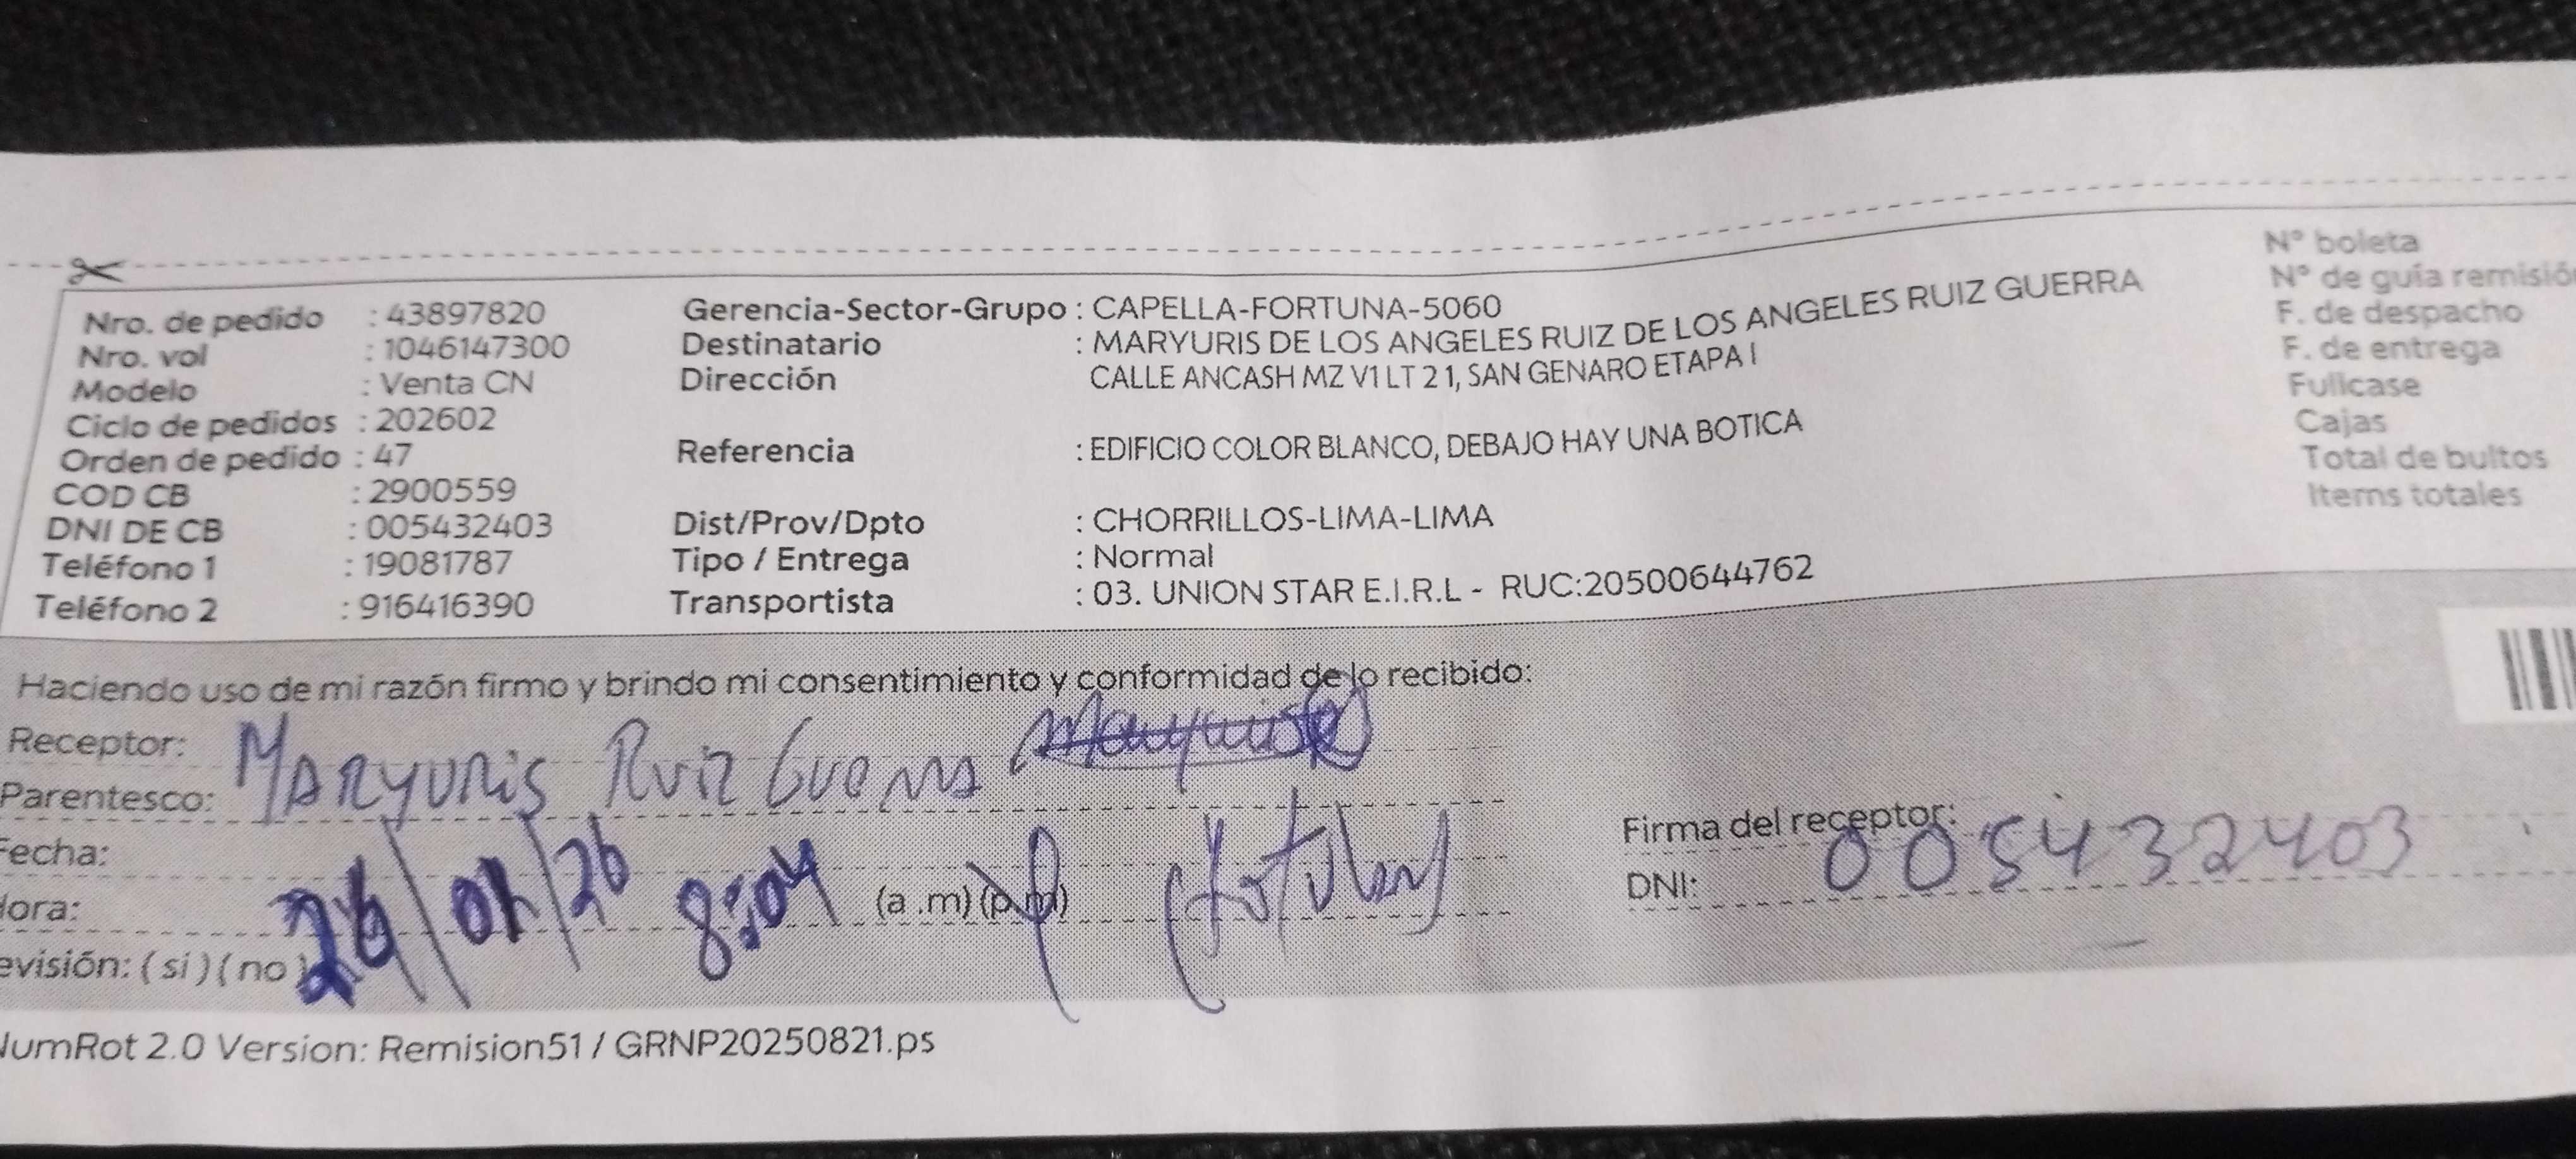 Nro. de pedido : 43897820 Gerencia-Sector-Grupo : CAPELLA-FORTUNA-5060 N° boleta
Nro. vol : 1046147300 Destinatario : MARYURIS DE LOS ANGELES RUIZ DE LOS ANGELES RUIZ GUERRA N° de guía remisió
Modelo : Venta CN Dirección CALLE ANCASH MZ V1 LT 2 1, SAN GENARO ETAPA I F. de despacho
Ciclo de pedidos : 202602 F. de entrega
Orden de pedido : 47 Referencia : EDIFICIO COLOR BLANCO, DEBAJO HAY UNA BOTICA Fullcase
COD CB : 2900559 Cajas
DNI DE CB : 005432403 Dist/Prov/Dpto : CHORRILLOS-LIMA-LIMA Total de bultos
Teléfono 1 : 19081787 Tipo / Entrega : Normal Items totales
Teléfono 2 : 916416390 Transportista : 03. UNION STAR E.I.R.L - RUC:20500644762
Haciendo uso de mi razón firmo y brindo mi consentimiento y conformidad de lo recibido:
Receptor: MARYURIS Ruiz Guerra
Parentesco:
Fecha: 26/01/26 Firma del receptor:
Hora: 8:04 (a .m) (p.m) DNI: 005432403
evisión: ( si ) ( no )
NumRot 2.0 Version: Remision51 / GRNP20250821.ps